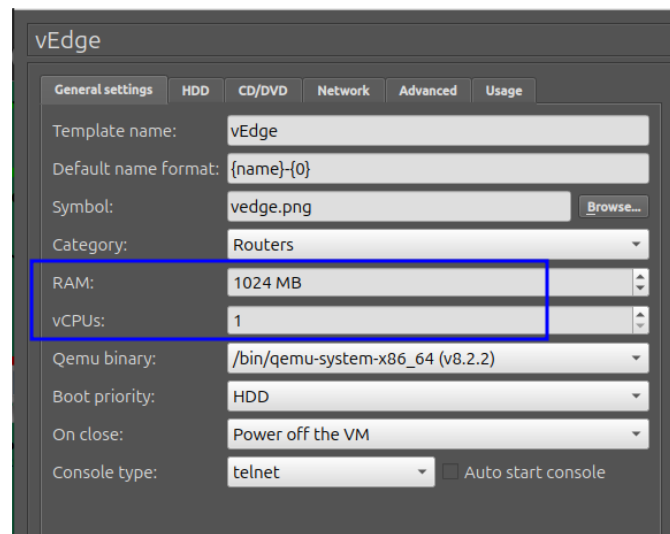 vEdge
General settings HDD CD/DVD Network Advanced Usage
Template name: vEdge
Default name format: {name}-{0}
Symbol: vedge.png Browse...
Category: Routers
RAM: 1024 MB
vCPUs: 1
Qemu binary: /bin/qemu-system-x86_64 (v8.2.2)
Boot priority: HDD
On close: Power off the VM
Console type: telnet Auto start console